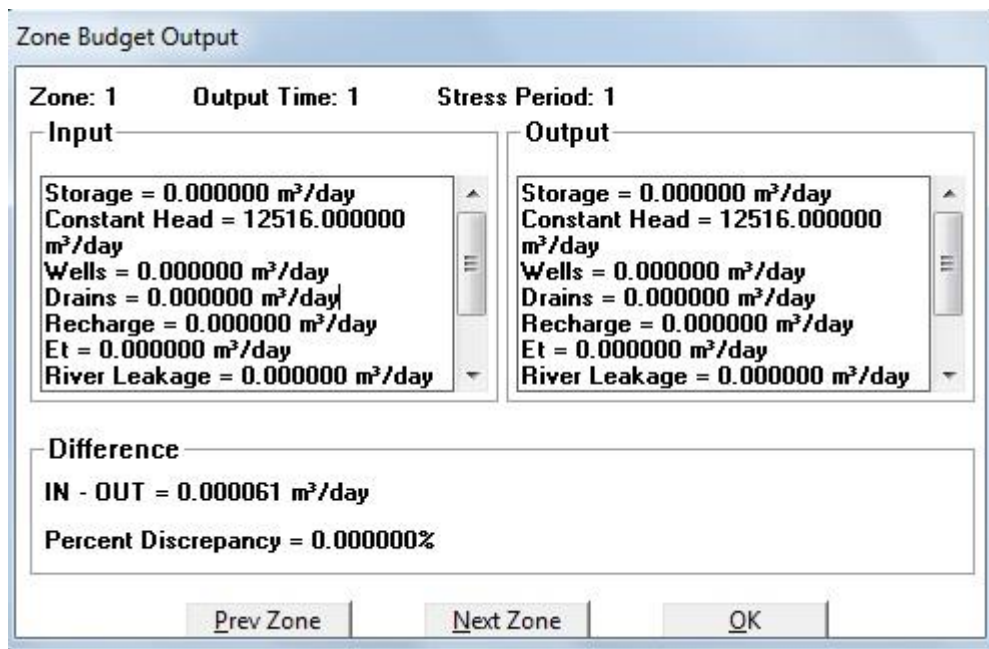 Zone Budget Output
Zone: 1 Output Time: 1 Stress Period: 1
Input
Storage = 0.000000 m³/day
Constant Head = 12516.000000
m³/day
Wells = 0.000000 m³/day
Drains = 0.000000 m³/day
Recharge = 0.000000 m³/day
Et = 0.000000 m³/day
River Leakage = 0.000000 m³/day
Output
Storage = 0.000000 m³/day
Constant Head = 12516.000000
m³/day
Wells = 0.000000 m³/day
Drains = 0.000000 m³/day
Recharge = 0.000000 m³/day
Et = 0.000000 m³/day
River Leakage = 0.000000 m³/day
Difference
IN - OUT = 0.000061 m³/day
Percent Discrepancy = 0.000000%
Prev Zone Next Zone OK